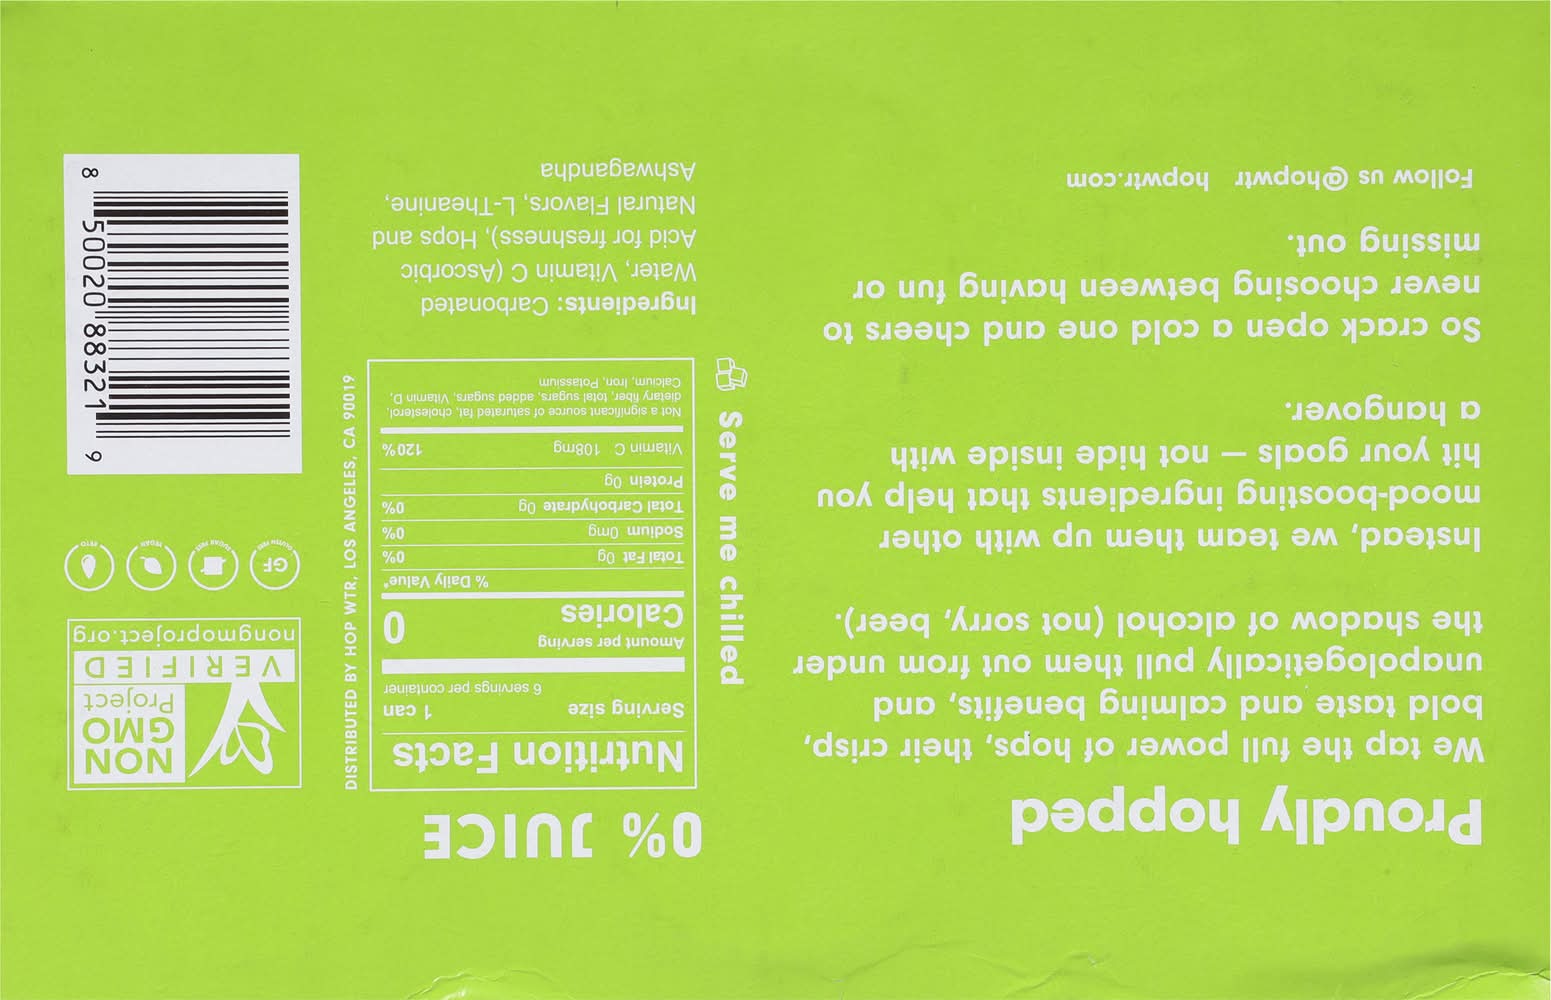 Proudly hopped
We tap the full power of hops, their crisp,
bold taste and calming benefits, and
unapologetically pull them out from under
the shadow of alcohol (not sorry, beer).
Instead, we team them up with other
mood-boosting ingredients that help you
hit your goals — not hide inside with
a hangover.
So crack open a cold one and cheers to
never choosing between having fun or
missing out.
Follow us @hopwtr hopwtr.com
Serve me chilled
0% JUICE
Nutrition Facts
Serving size 1 can
6 servings per container
Amount per serving
Calories 0
% Daily Value*
Total Fat 0g 0%
Sodium 0mg 0%
Total Carbohydrate 0g 0%
Protein 0g
Vitamin C 108mg 120%
Not a significant source of saturated fat, cholesterol,
dietary fiber, total sugars, added sugars, Vitamin D,
Calcium, Iron, Potassium
Ingredients: Carbonated
Water, Vitamin C (Ascorbic
Acid for freshness), Hops and
Natural Flavors, L-Theanine,
Ashwagandha
DISTRIBUTED BY HOP WTR, LOS ANGELES, CA 90019
NON
GMO
Project
VERIFIED
nongmoproject.org
GF
GLUTEN FREE
SUGAR FREE
VEGAN
KETO
8 50020 88321 9